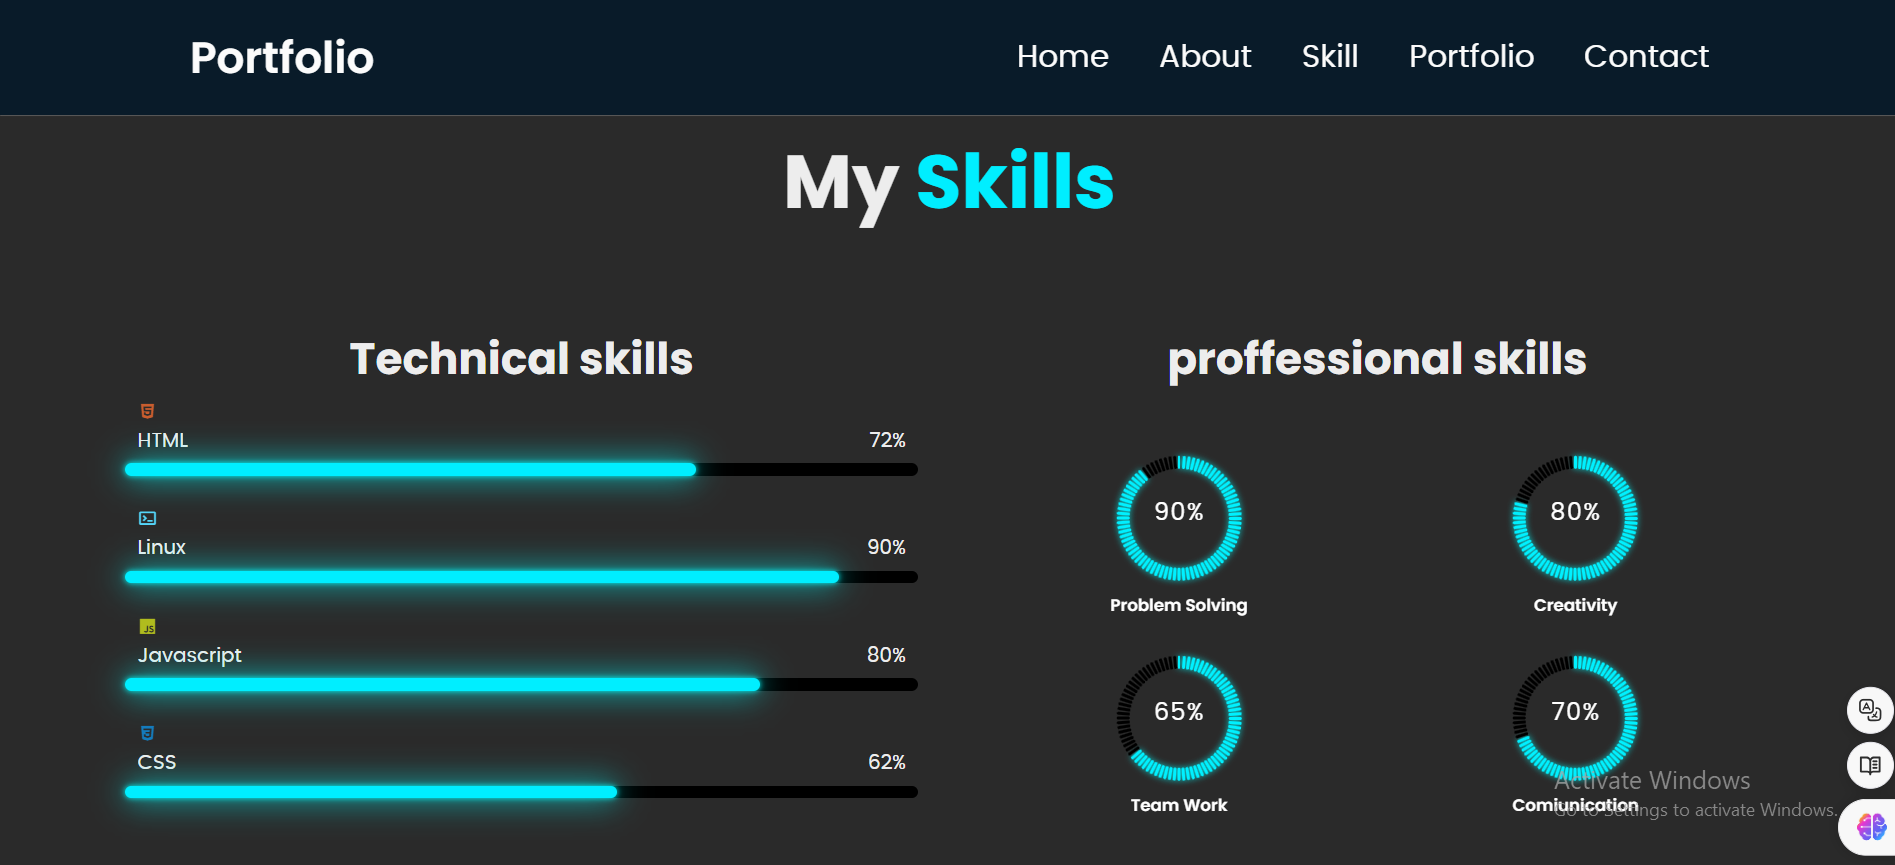 Portfolio
Home About Skill Portfolio Contact
My Skills
Technical skills
HTML 72%
Linux 90%
JS
Javascript 80%
CSS 62%
proffessional skills
90%
Problem Solving
80%
Creativity
65%
Team Work
70%
Comiunication
Activate Windows
Go to Settings to activate Windows.